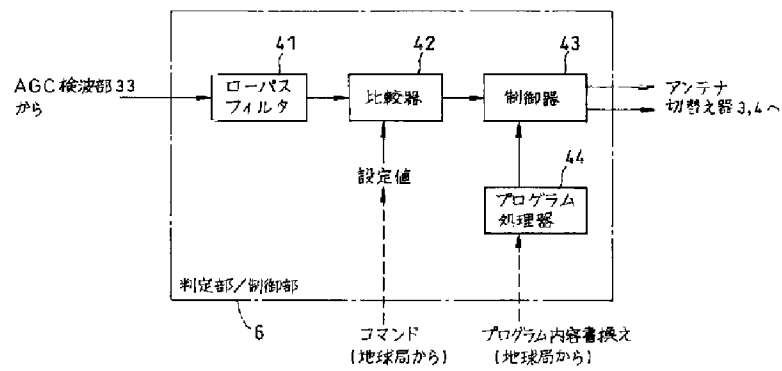 41
42
43
AGC検波部33
から
ローパス
フィルタ
比較器
制御器
アンテナ
切替え器3,4へ
設定値
44
プログラム
処理器
判定部/制御部
6
コマンド
(地球局から)
プログラム内容書換え
(地球局から)